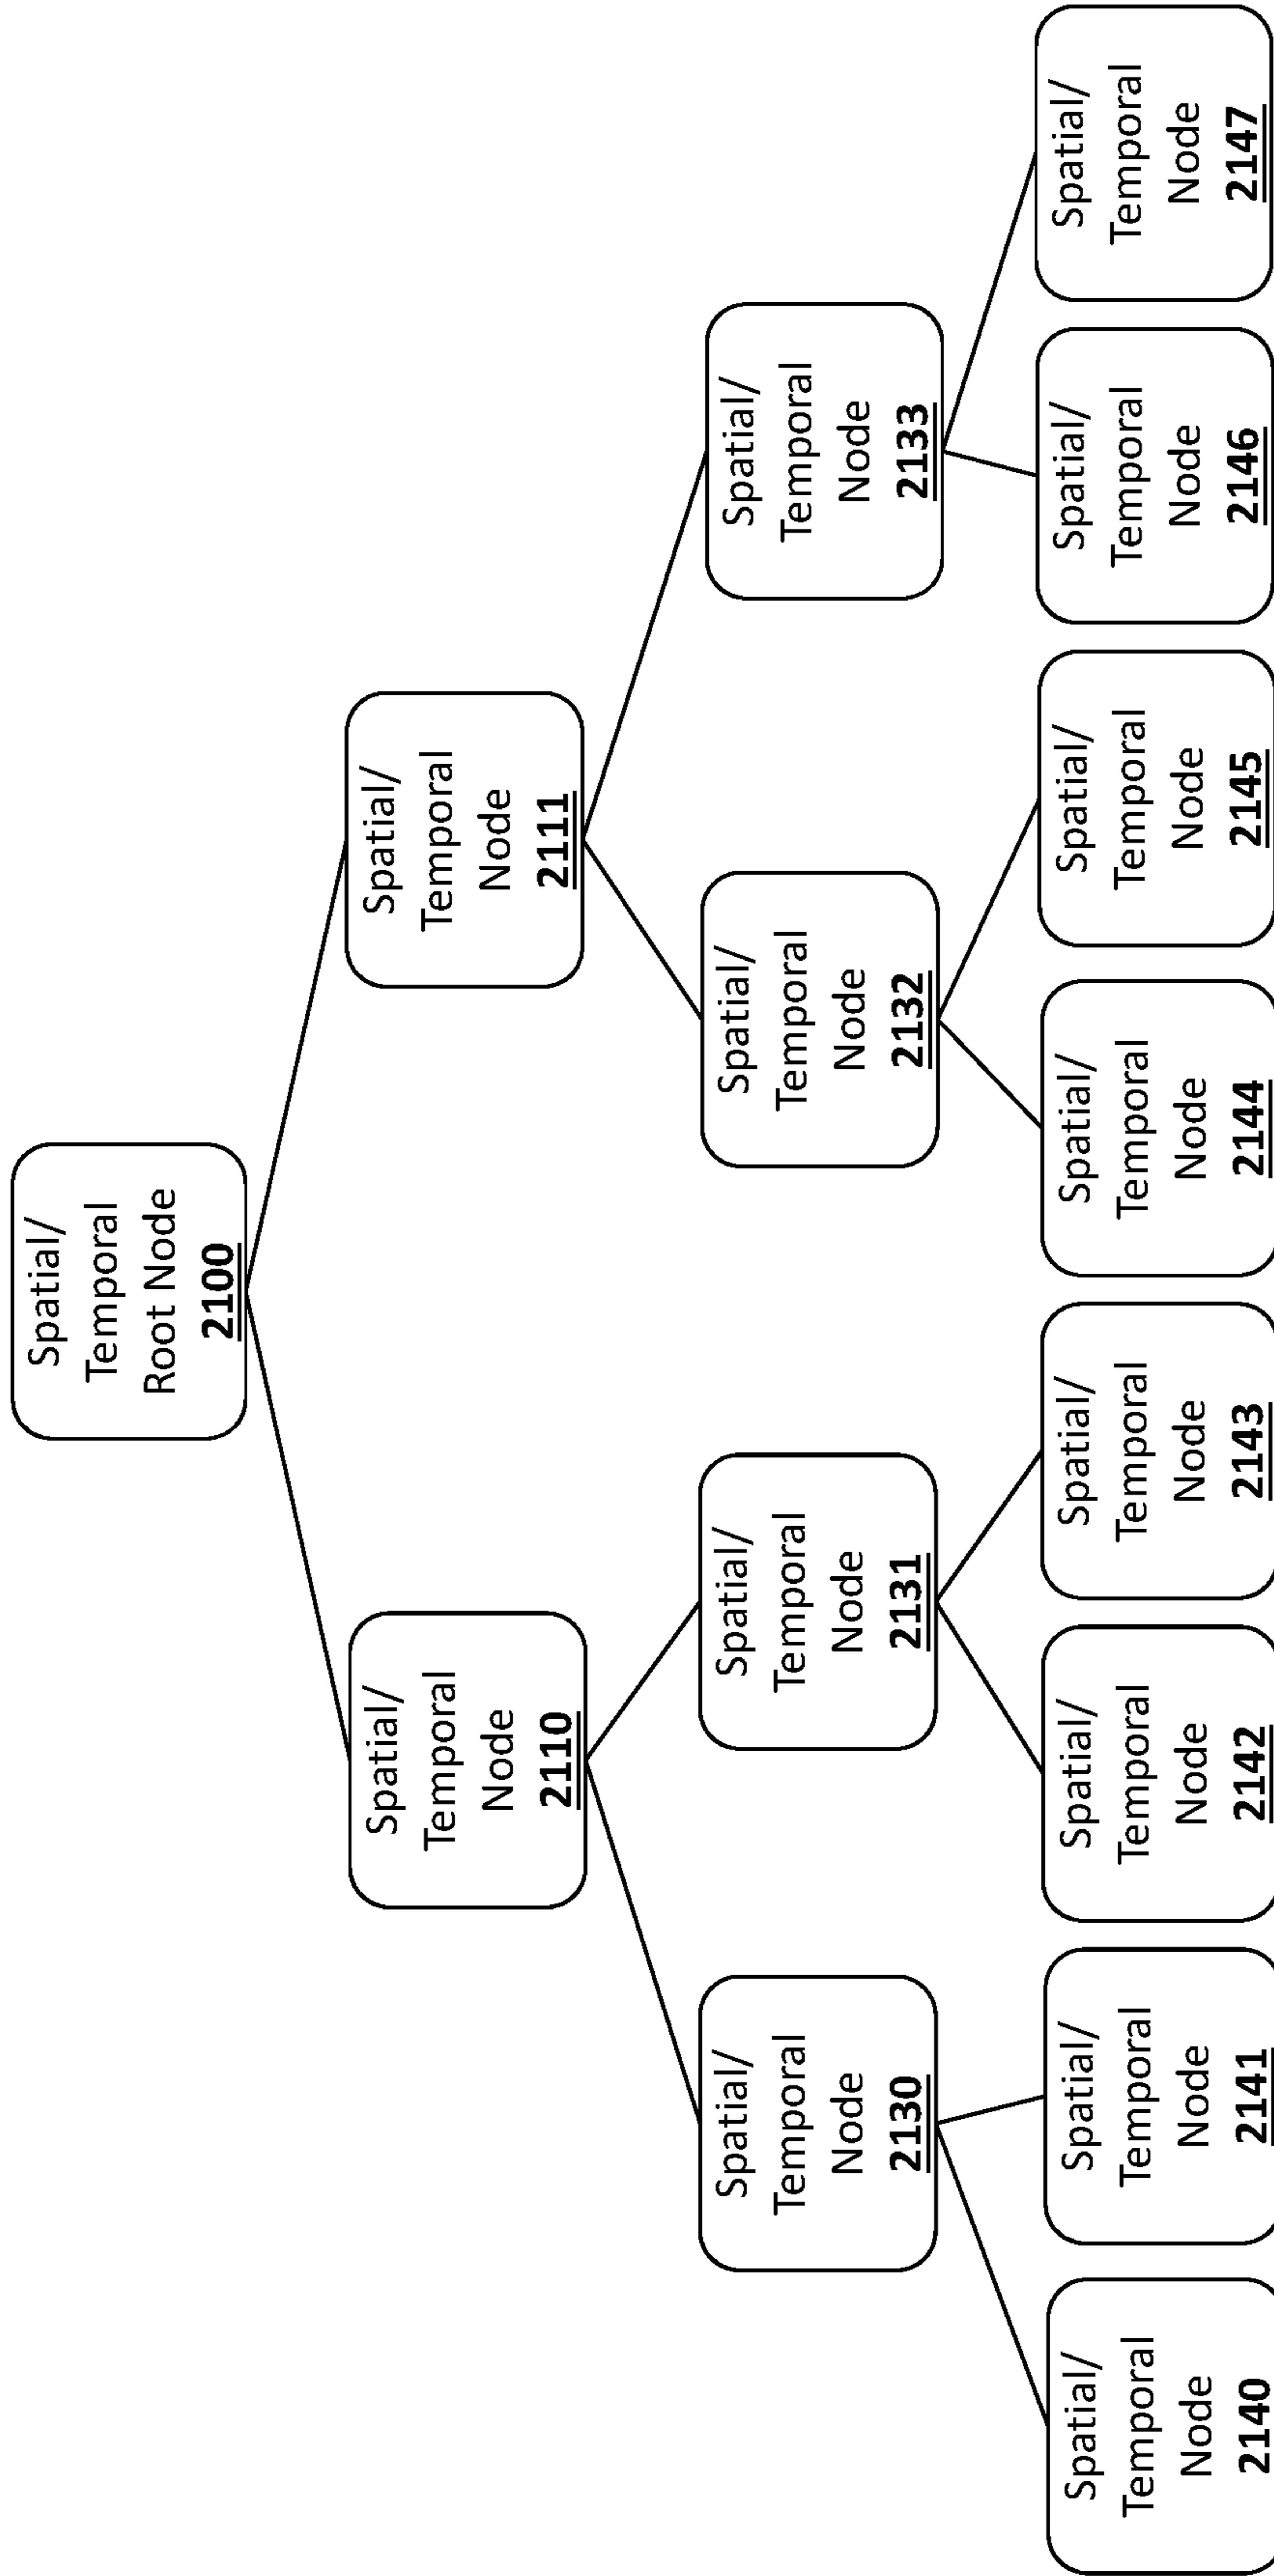 Spatial/
Temporal
Root Node
2100
Spatial/
Temporal
Node
2110
Spatial/
Temporal
Node
2111
Spatial/
Temporal
Node
2130
Spatial/
Temporal
Node
2131
Spatial/
Temporal
Node
2132
Spatial/
Temporal
Node
2133
Spatial/
Temporal
Node
2140
Spatial/
Temporal
Node
2141
Spatial/
Temporal
Node
2142
Spatial/
Temporal
Node
2143
Spatial/
Temporal
Node
2144
Spatial/
Temporal
Node
2145
Spatial/
Temporal
Node
2146
Spatial/
Temporal
Node
2147